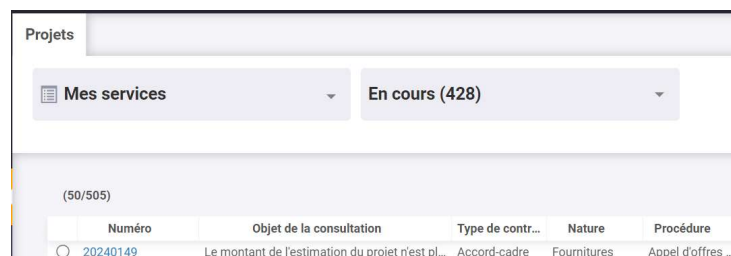 Projets
Mes services
En cours (428)
(50/505)
Numéro Objet de la consultation Type de contr... Nature Procédure
20240149 Le montant de l'estimation du projet n'est pl... Accord-cadre Fournitures Appel d'offres ...